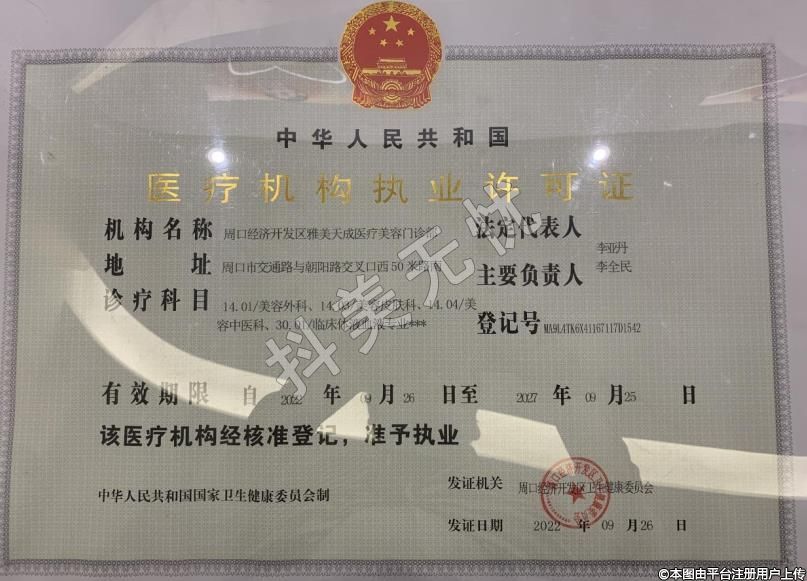 中华人民共和国
医疗机构执业许可证
机构名称 周口经济开发区雅美天成医疗美容门诊部
法定代表人 李亚丹
地址 周口市交通路与朝阳路交叉口西50米路南
主要负责人 李全民
诊疗科目 14.01/美容外科、14.03/美容皮肤科、14.04/美
容中医科、30.01/临床体液血液专业***
登记号 MA9L4TK6X41167117D1542
有效期限 自 2022 年 09 月 26 日至 2027 年 09 月 25 日
该医疗机构经核准登记，准予执业
发证机关 周口经济开发区卫生健康委员会
中华人民共和国国家卫生健康委员会制
发证日期 2022 年 09 月 26 日
抖美无忧
©本图由平台注册用户上传